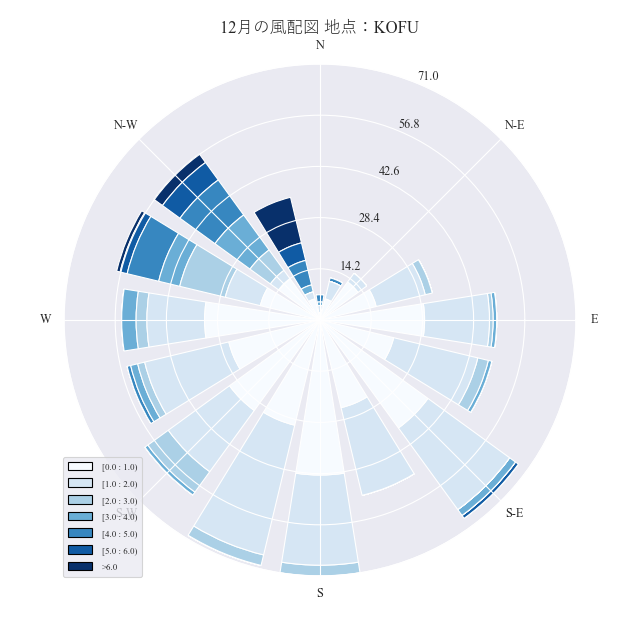 12月の風配図 地点：KOFU
N
71.0
N-W
56.8
N-E
42.6
28.4
14.2
W
E
[0.0 : 1.0)
[1.0 : 2.0)
[2.0 : 3.0)
[3.0 : 4.0)
[4.0 : 5.0)
[5.0 : 6.0)
>6.0
S-W
S-E
S